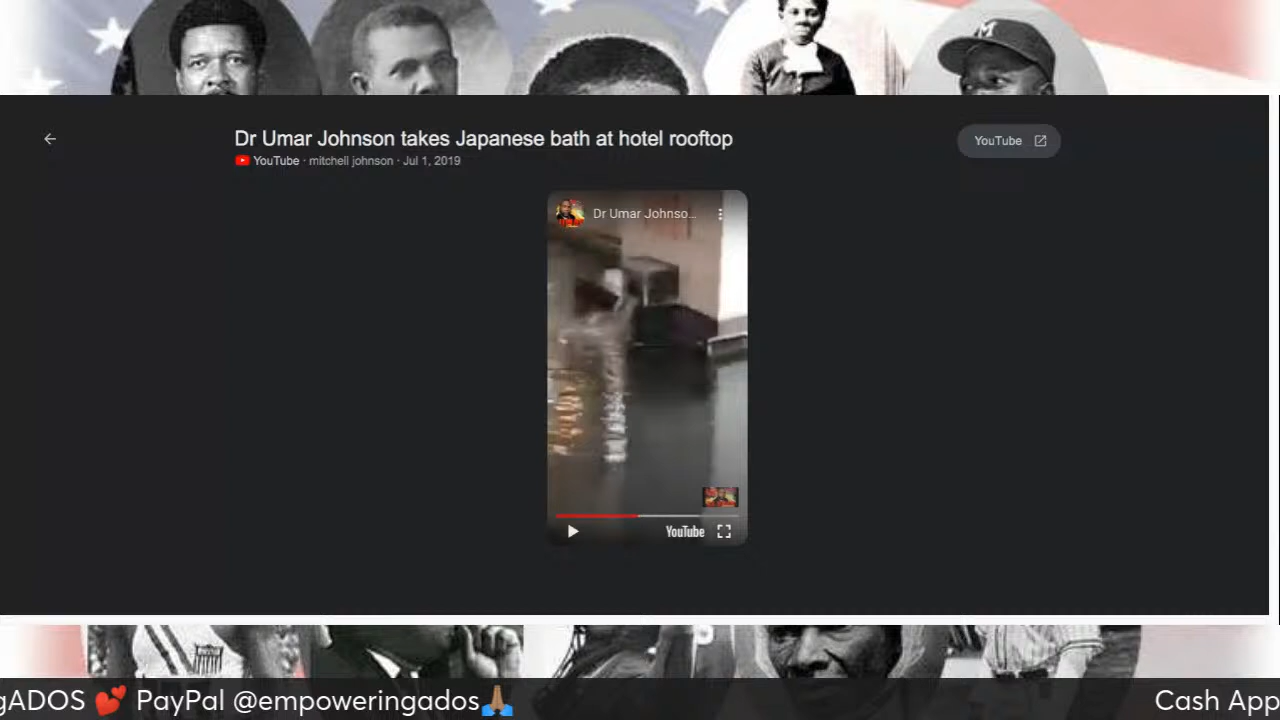 Dr Umar Johnson takes Japanese bath at hotel rooftop
YouTube
YouTube · mitchell johnson · Jul 1, 2019
Dr Umar Johnso...
YouTube
M
gADOS 💕 PayPal @empoweringados🙏🏽
Cash App